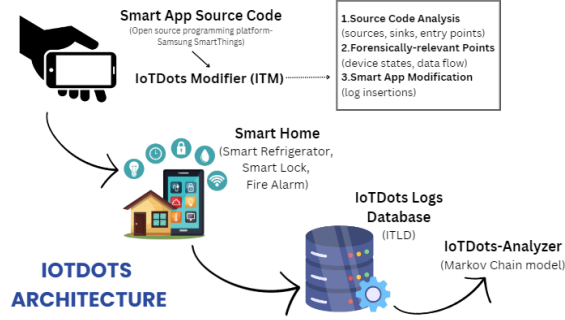 Smart App Source Code
(Open source programming platform-
Samsung SmartThings)
IoTDots Modifier (ITM)
1.Source Code Analysis
(sources, sinks, entry points)
2.Forensically-relevant Points
(device states, data flow)
3.Smart App Modification
(log insertions)
Smart Home
(Smart Refrigerator,
Smart Lock,
Fire Alarm)
IoTDots Logs
Database
(ITLD)
IoTDots-Analyzer
(Markov Chain model)
IOTDOTS
ARCHITECTURE